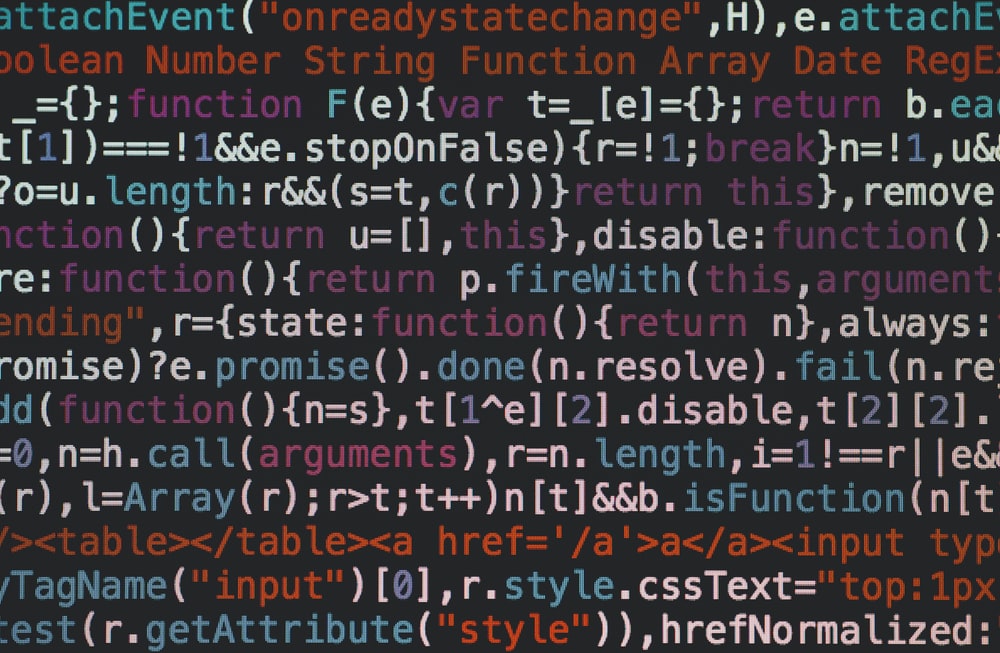 attachEvent("onreadystatechange",H),e.attachE
oolean Number String Function Array Date RegE
_={};function F(e){var t=_[e]={};return b.ea
t[1])===!1&&e.stopOnFalse){r=!1;break}n=!1,u&
?o=u.length:r&&(s=t,c(r))}return this},remove
nction(){return u=[],this},disable:function()
re:function(){return p.fireWith(this,argument
ending",r={state:function(){return n},always:
romise)?e.promise().done(n.resolve).fail(n.re
dd(function(){n=s},t[1^e][2].disable,t[2][2].
=0,n=h.call(arguments),r=n.length,i=1!==r||e&
(r),l=Array(r);r>t;t++)n[t]&&b.isFunction(n[t
/><table></table><a href='/a'>a</a><input typ
yTagName("input")[0],r.style.cssText="top:1px
test(r.getAttribute("style")),hrefNormalized: